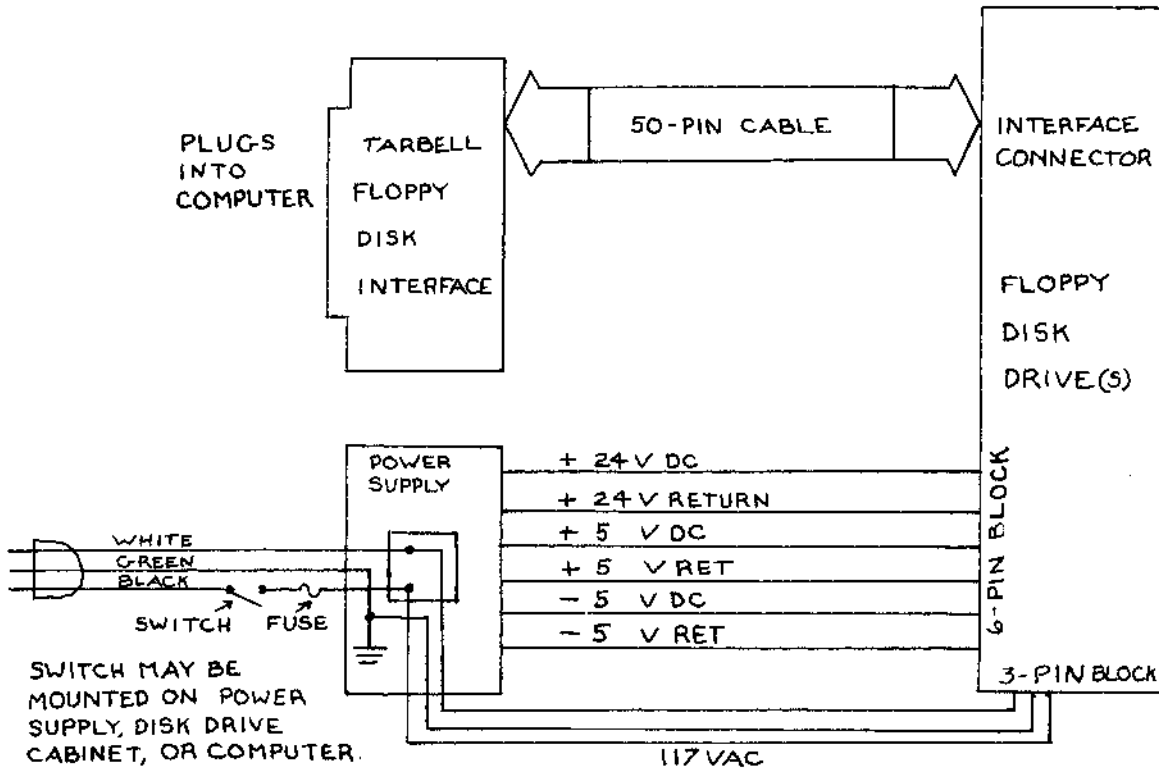 PLUGS
INTO
COMPUTER
TARBELL
FLOPPY
DISK
INTERFACE
50-PIN CABLE
INTERFACE
CONNECTOR
FLOPPY
DISK
DRIVE(S)
POWER
SUPPLY
+ 24 V DC
+ 24 V RETURN
+ 5 V DC
+ 5 V RET
- 5 V DC
- 5 V RET
6-PIN BLOCK
3-PIN BLOCK
WHITE
GREEN
BLACK
SWITCH
FUSE
SWITCH MAY BE
MOUNTED ON POWER
SUPPLY, DISK DRIVE
CABINET, OR COMPUTER.
117 VAC